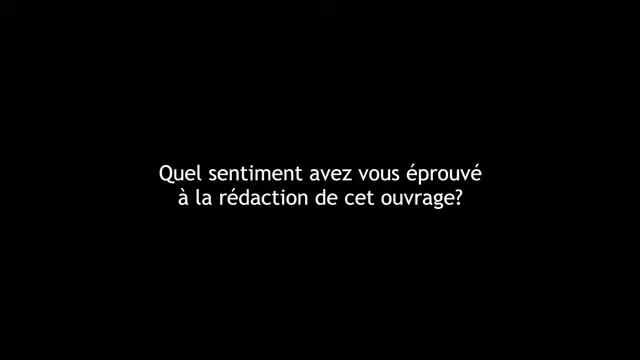 Quel sentiment avez vous éprouvé
à la rédaction de cet ouvrage?